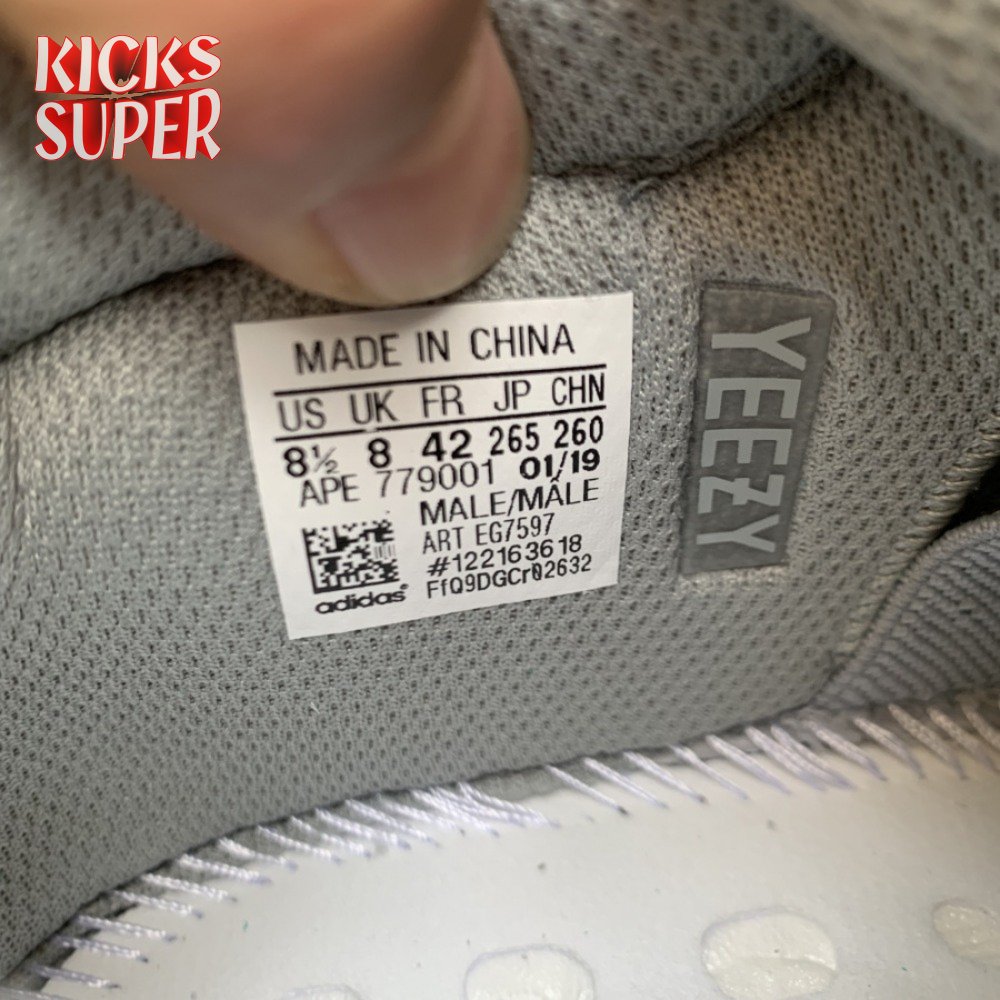 KICKS
SUPER
MADE IN CHINA
US UK FR JP CHN
8½ 8 42 265 260
APE 779001 01/19
MALE/MÂLE
ART EG7597
#122163618
FfQ9DGCr02632
adidas®
YEEZY